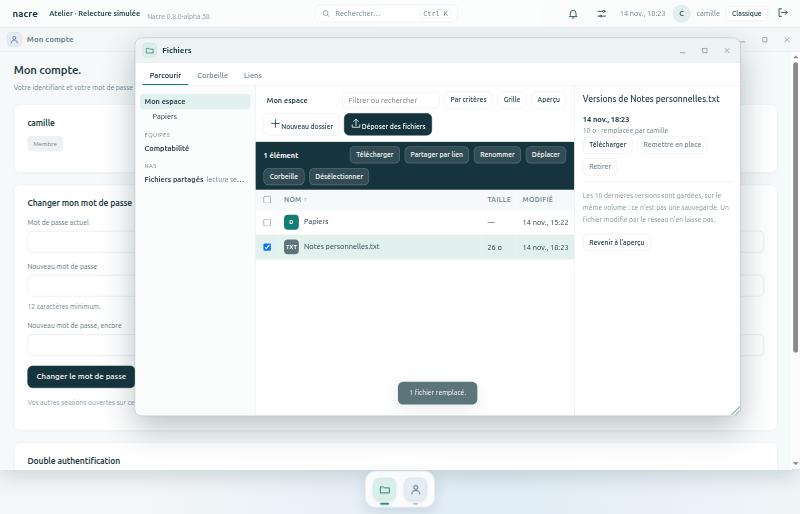 nacre Atelier · Relecture simulée Nacre 0.8.0-alpha.58 Rechercher... Ctrl K 14 nov., 18:23 C camille Classique
Mon compte
Mon compte.
Votre identifiant et votre mot de passe
camille
Membre
Changer mon mot de passe
Mot de passe actuel
Nouveau mot de passe
12 caractères minimum.
Nouveau mot de passe, encore
Changer le mot de passe
Vos autres sessions ouvertes sur ce
Double authentification
Fichiers
Parcourir Corbeille Liens
Mon espace
Papiers
ÉQUIPES
Comptabilité
NAS
Fichiers partagés lecture se...
Mon espace Filtrer ou rechercher Par critères Grille Aperçu
Nouveau dossier Déposer des fichiers
1 élément Télécharger Partager par lien Renommer Déplacer
Corbeille Désélectionner
NOM ↑ TAILLE MODIFIÉ
D Papiers — 14 nov., 15:22
TXT Notes personnelles.txt 26 o 14 nov., 18:23
1 fichier remplacé.
Versions de Notes personnelles.txt
14 nov., 18:23
10 o · remplacée par camille
Télécharger Remettre en place
Retirer
Les 10 dernières versions sont gardées, sur le
même volume : ce n'est pas une sauvegarde. Un
fichier modifié par le réseau n'en laisse pas.
Revenir à l'aperçu